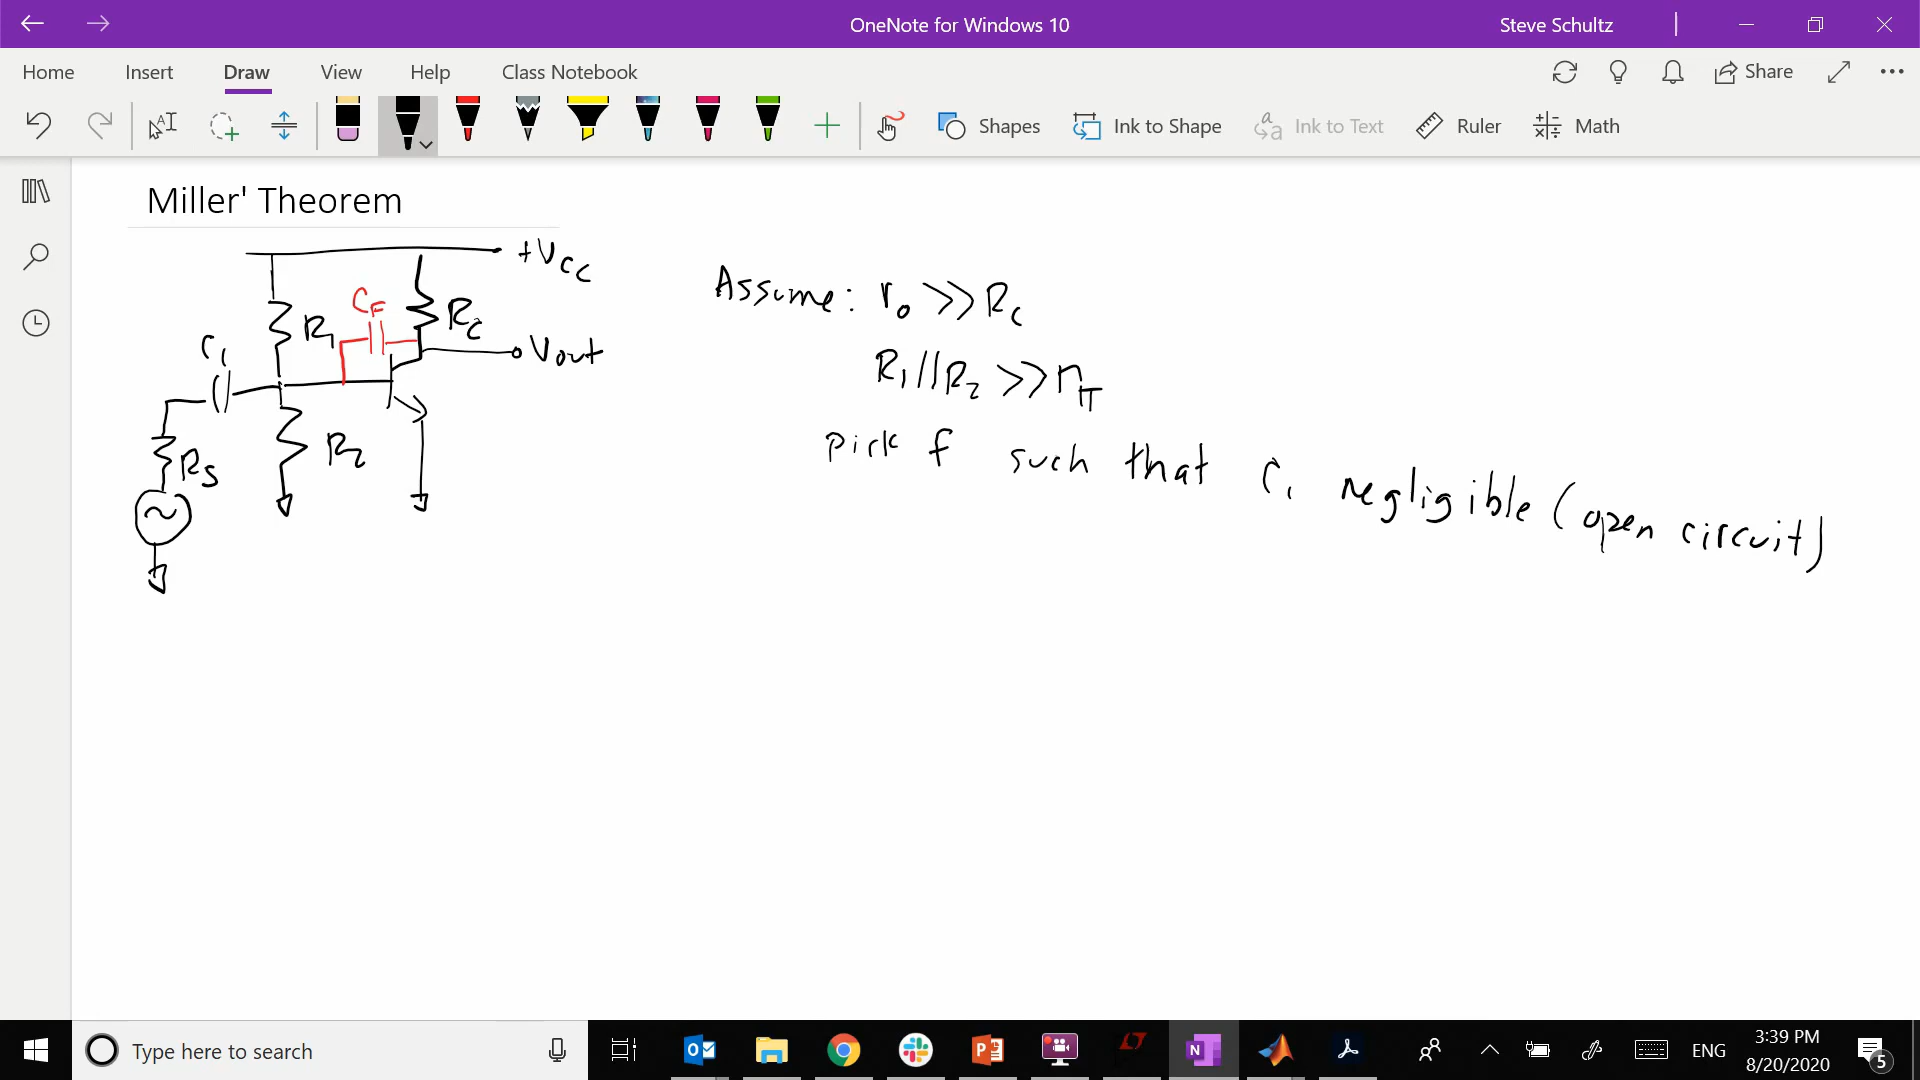 OneNote for Windows 10
Steve Schultz
Home Insert Draw View Help Class Notebook
Share
Shapes Ink to Shape Ink to Text Ruler Math
Miller' Theorem
+VCC
CF
R1
RC
C1
Vout
R2
RS
Assume: ro >> Rc
R1//R2 >> rπ
pick f such that C1 negligible (open circuit)
Type here to search
ENG
3:39 PM
8/20/2020
5